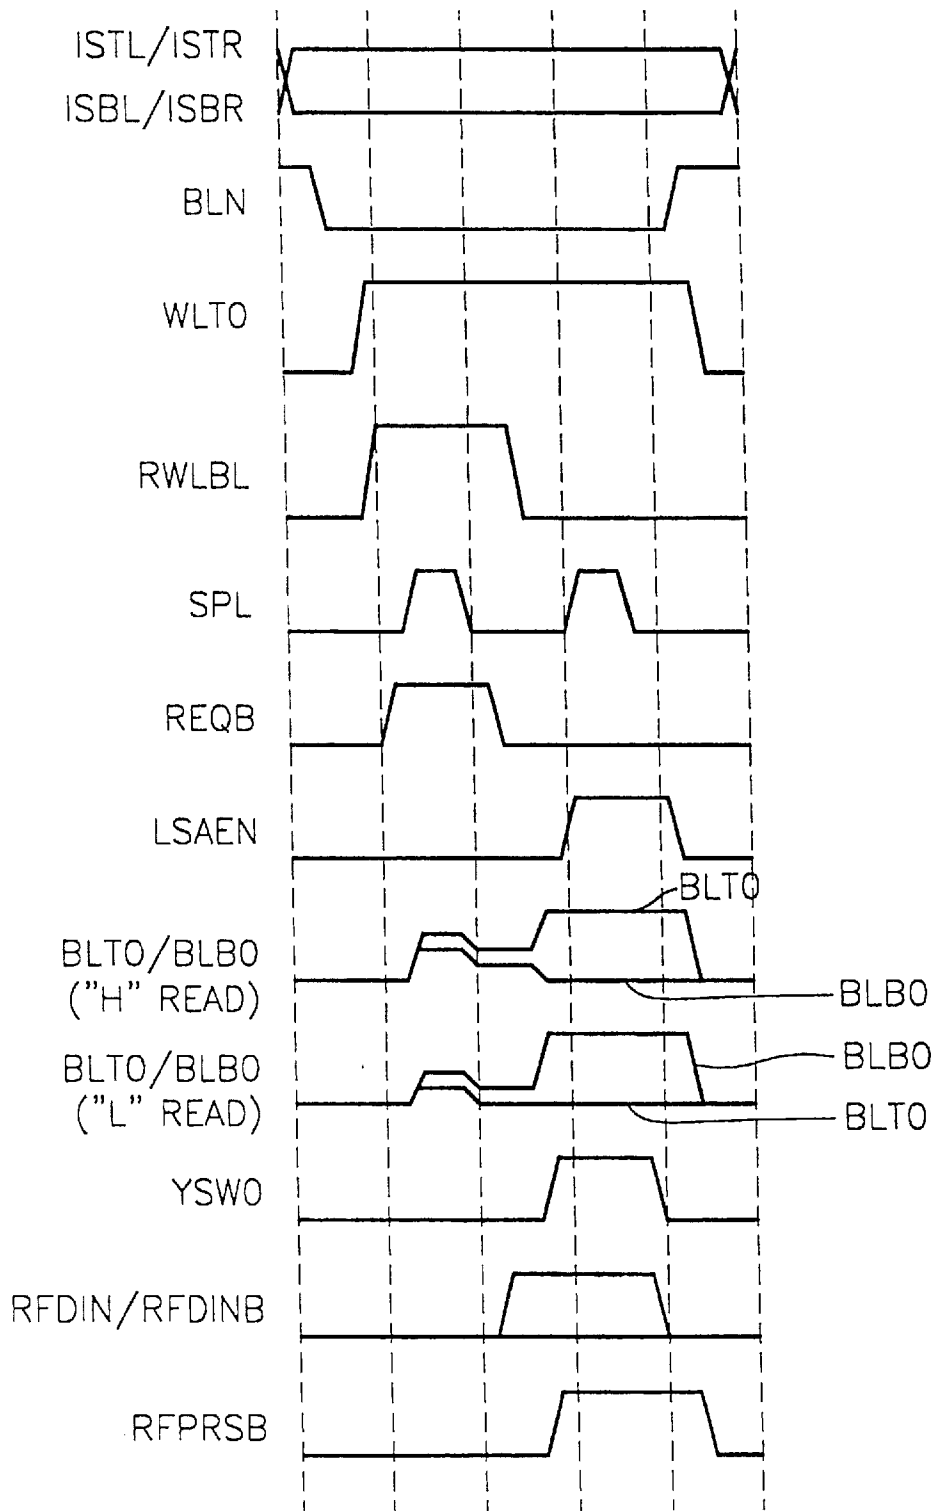 ISTL/ISTR
ISBL/ISBR
BLN
WLT0
RWLBL
SPL
REQB
LSAEN
BLT0
BLT0/BLB0
("H" READ)
BLB0
BLT0/BLB0
("L" READ)
BLB0
BLT0
YSW0
RFDIN/RFDINB
RFPRSB